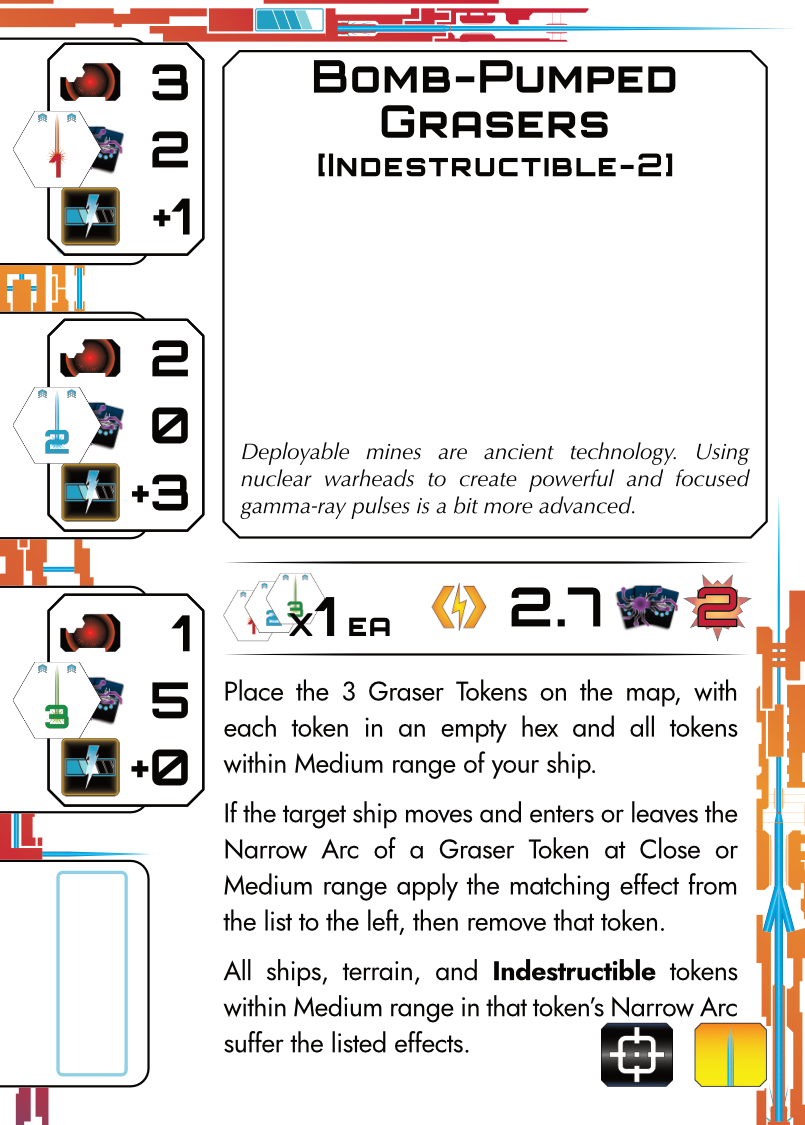 Bomb-Pumped
Grasers
[Indestructible-2]
3
1
2
+1
2
2
0
+3
1
3
5
+0
Deployable mines are ancient technology. Using
nuclear warheads to create powerful and focused
gamma-ray pulses is a bit more advanced.
1 2 3 x1 EA 2.7 2
Place the 3 Graser Tokens on the map, with
each token in an empty hex and all tokens
within Medium range of your ship.
If the target ship moves and enters or leaves the
Narrow Arc of a Graser Token at Close or
Medium range apply the matching effect from
the list to the left, then remove that token.
All ships, terrain, and Indestructible tokens
within Medium range in that token's Narrow Arc
suffer the listed effects.